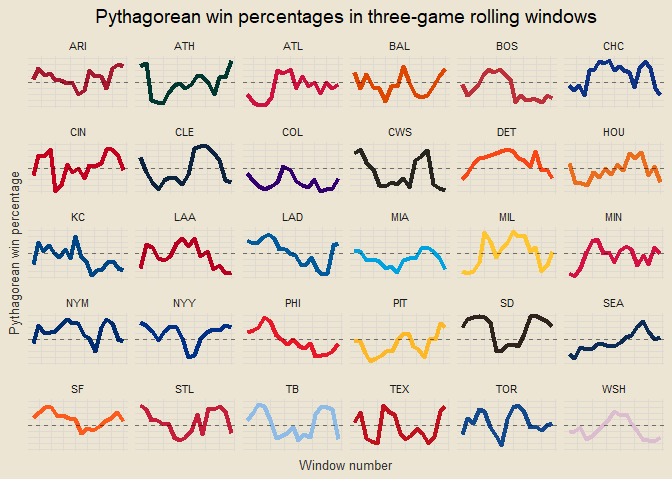 Pythagorean win percentages in three-game rolling windows
ARI ATH ATL BAL BOS CHC
CIN CLE COL CWS DET HOU
KC LAA LAD MIA MIL MIN
NYM NYY PHI PIT SD SEA
SF STL TB TEX TOR WSH
Pythagorean win percentage
Window number